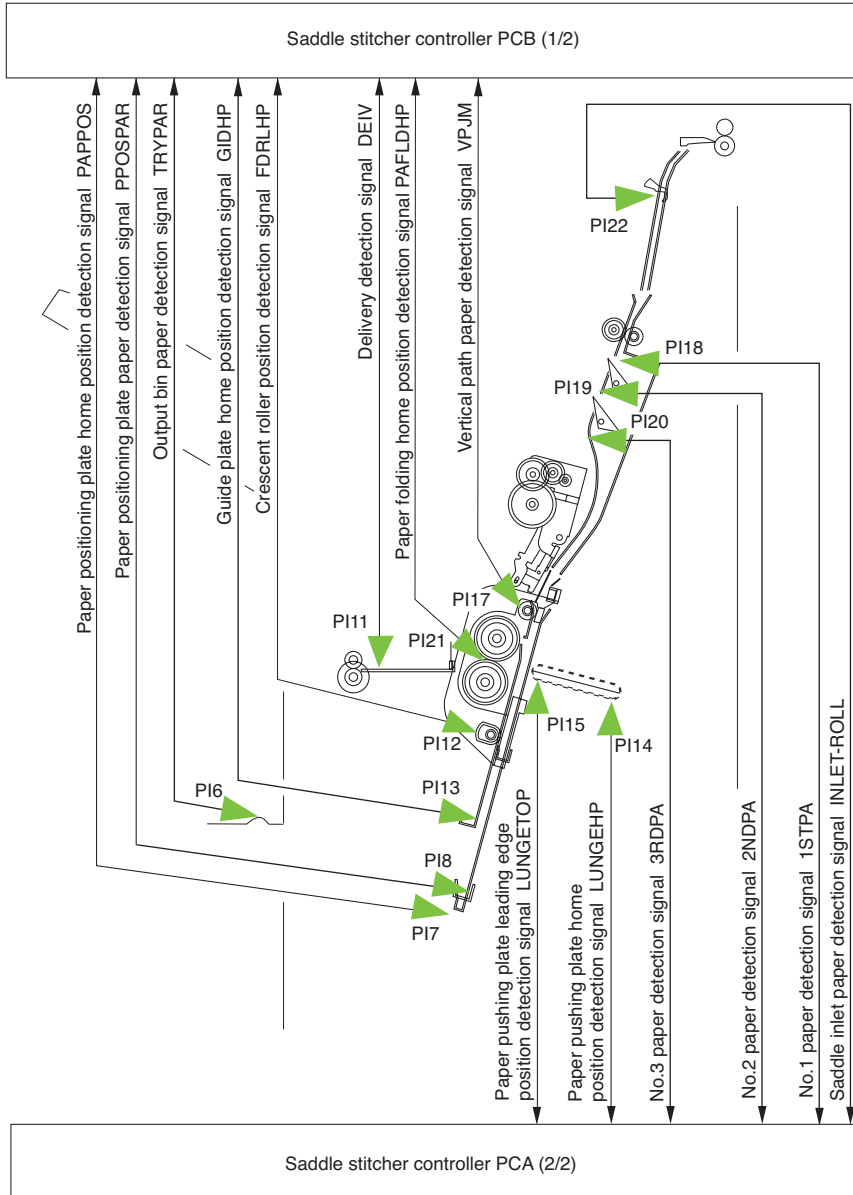 Saddle stitcher controller PCB (1/2)
Paper positioning plate home position detection signal PAPPOS
Paper positioning plate paper detection signal PPOSPAR
Output bin paper detection signal TRYPAR
Guide plate home position detection signal GIDHP
Crescent roller position detection signal FDRLHP
Delivery detection signal DEIV
Paper folding home position detection signal PAFLDHP
Vertical path paper detection signal VPJM
PI22
PI18
PI19
PI20
PI17
PI11
PI21
PI15
PI12
PI14
PI6
PI13
PI8
PI7
Paper pushing plate leading edge
position detection signal LUNGETOP
Paper pushing plate home
position detection signal LUNGEHP
No.3 paper detection signal 3RDPA
No.2 paper detection signal 2NDPA
No.1 paper detection signal 1STPA
Saddle inlet paper detection signal INLET-ROLL
Saddle stitcher controller PCA (2/2)